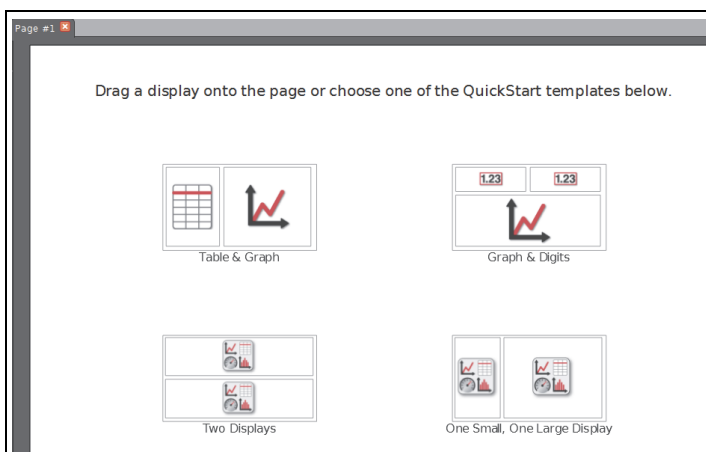 Page #1
Drag a display onto the page or choose one of the QuickStart templates below.
1.23 1.23
Table & Graph
Graph & Digits
Two Displays
One Small, One Large Display